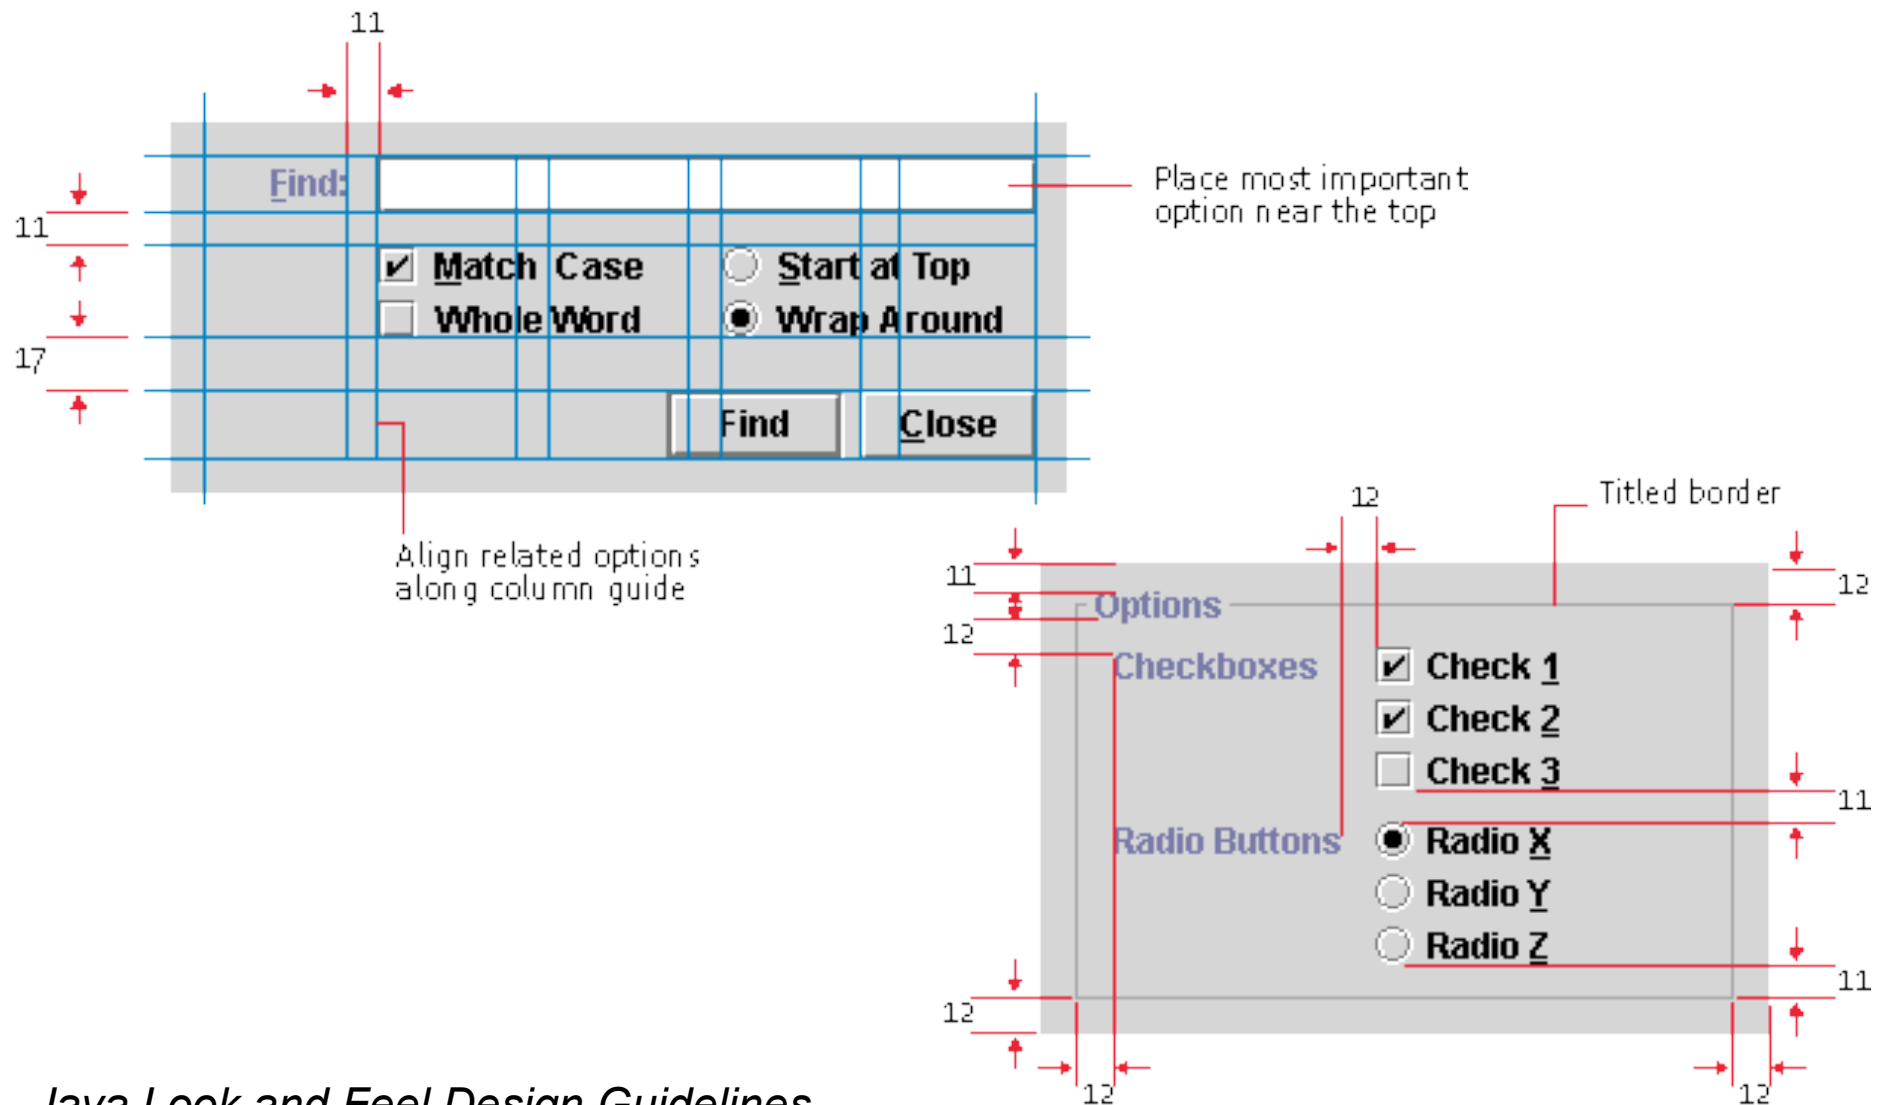 11
Find:
Place most important
option near the top
11
Match Case
Start at Top
Whole Word
Wrap Around
17
Find
Close
Align related options
along column guide
12
Titled border
11
12
Options
12
Checkboxes
Check 1
Check 2
Check 3
11
Radio Buttons
Radio X
Radio Y
Radio Z
11
12
12
12
Java Look and Feel Design Guidelines